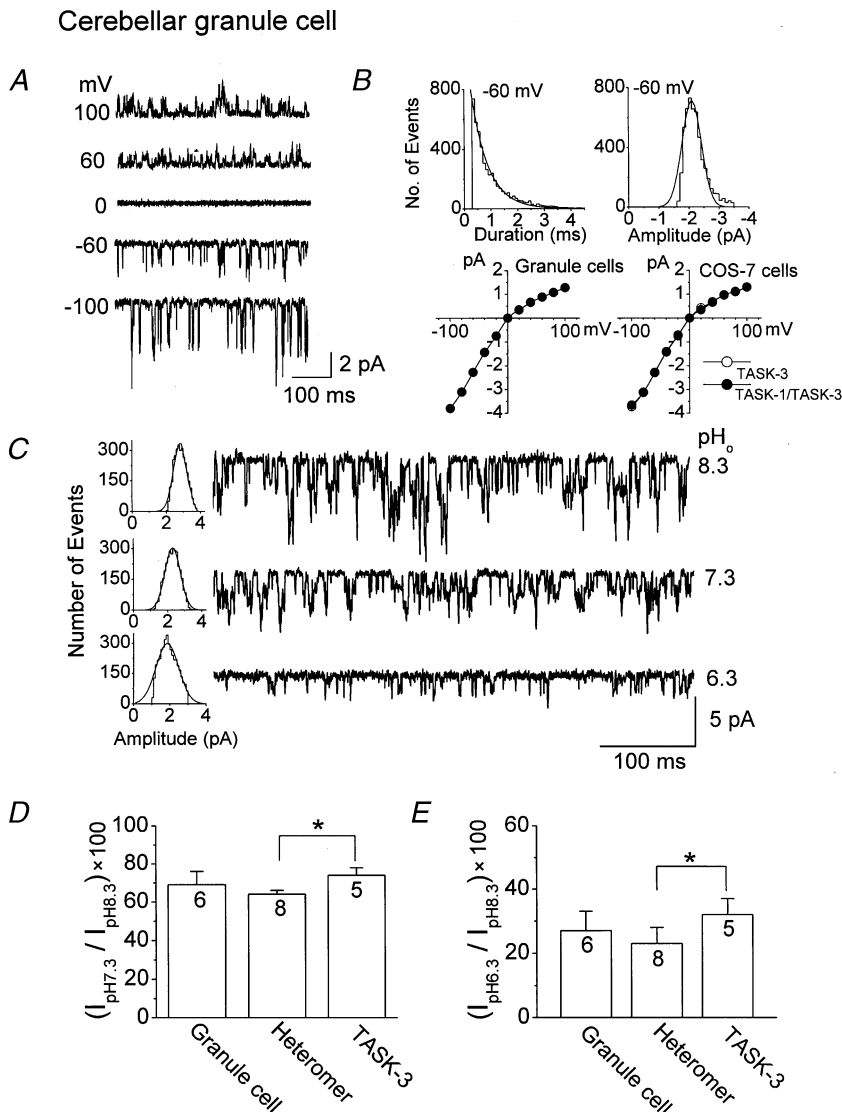 Cerebellar granule cell
A
mV
100
60
0
-60
-100
2 pA
100 ms
B
800
400
0
No. of Events
-60 mV
0 1 2 3 4
Duration (ms)
800
400
0
-60 mV
0 -1 -2 -3 -4
Amplitude (pA)
pA
Granule cells
2
1
-100
100 mV
-1
-2
-3
-4
pA
COS-7 cells
2
1
-100
100 mV
-1
-2
-3
-4
TASK-3
TASK-1/TASK-3
C
Number of Events
300
150
0
0 2 4
pHo
8.3
300
150
0
0 2 4
7.3
300
150
0
0 2 4
6.3
Amplitude (pA)
5 pA
100 ms
D
(IpH7.3 / IpH8.3) × 100
100
80
60
40
20
0
*
6
8
5
Granule cell
Heteromer
TASK-3
E
(IpH6.3 / IpH8.3) × 100
60
40
20
0
*
6
8
5
Granule cell
Heteromer
TASK-3